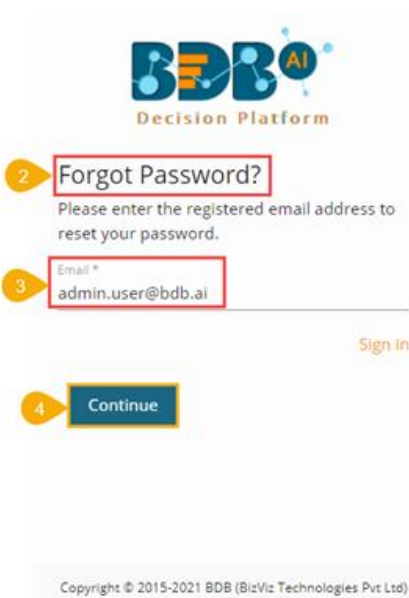 BDB AI
Decision Platform
2
Forgot Password?
Please enter the registered email address to
reset your password.
Email *
3
admin.user@bdb.ai
Sign in
4
Continue
Copyright © 2015-2021 BDB (BizViz Technologies Pvt Ltd)